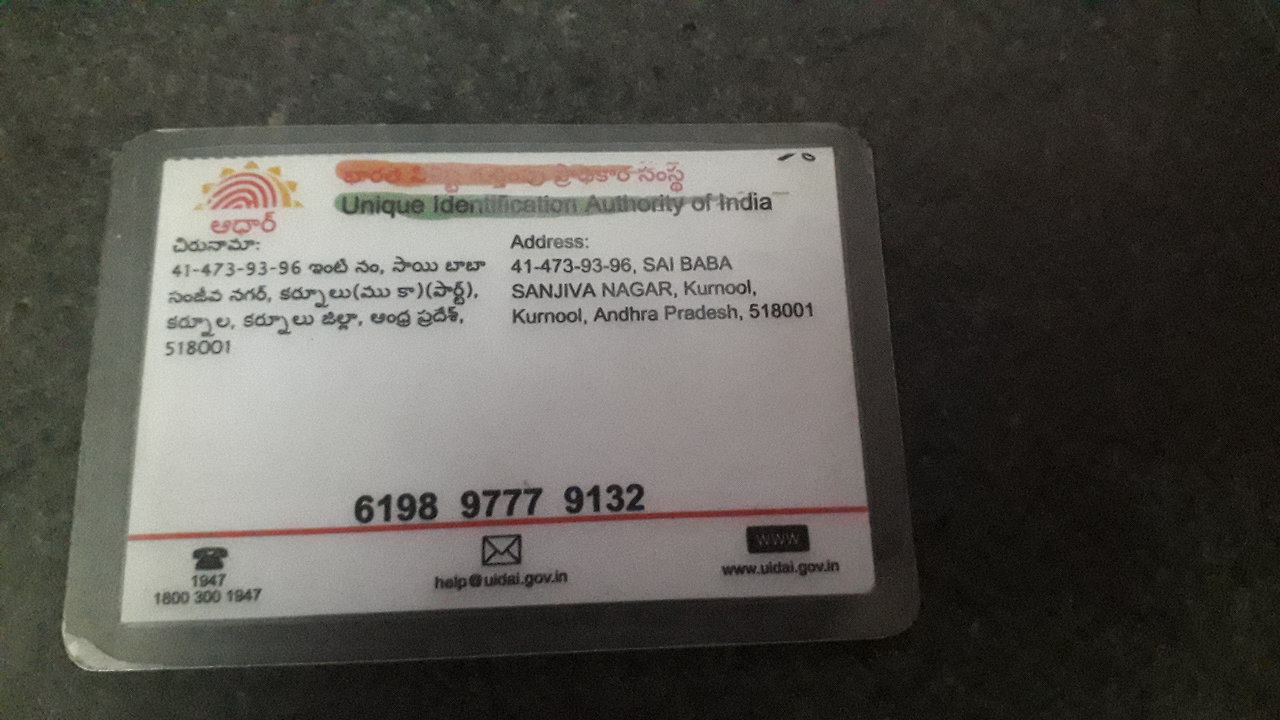 భారత విశిష్ట గుర్తింపు ప్రాధికార సంస్థ
Unique Identification Authority of India
ఆధార్
చిరునామా:
41-473-93-96 ఇంటి నం, సాయి బాబా
సంజీవ నగర్, కర్నూలు(ము కా)(పార్ట్),
కర్నూల, కర్నూలు జిల్లా, ఆంధ్ర ప్రదేశ్,
518001
Address:
41-473-93-96, SAI BABA
SANJIVA NAGAR, Kurnool,
Kurnool, Andhra Pradesh, 518001
6198 9777 9132
1947
1800 300 1947
help@uidai.gov.in
WWW
www.uidai.gov.in